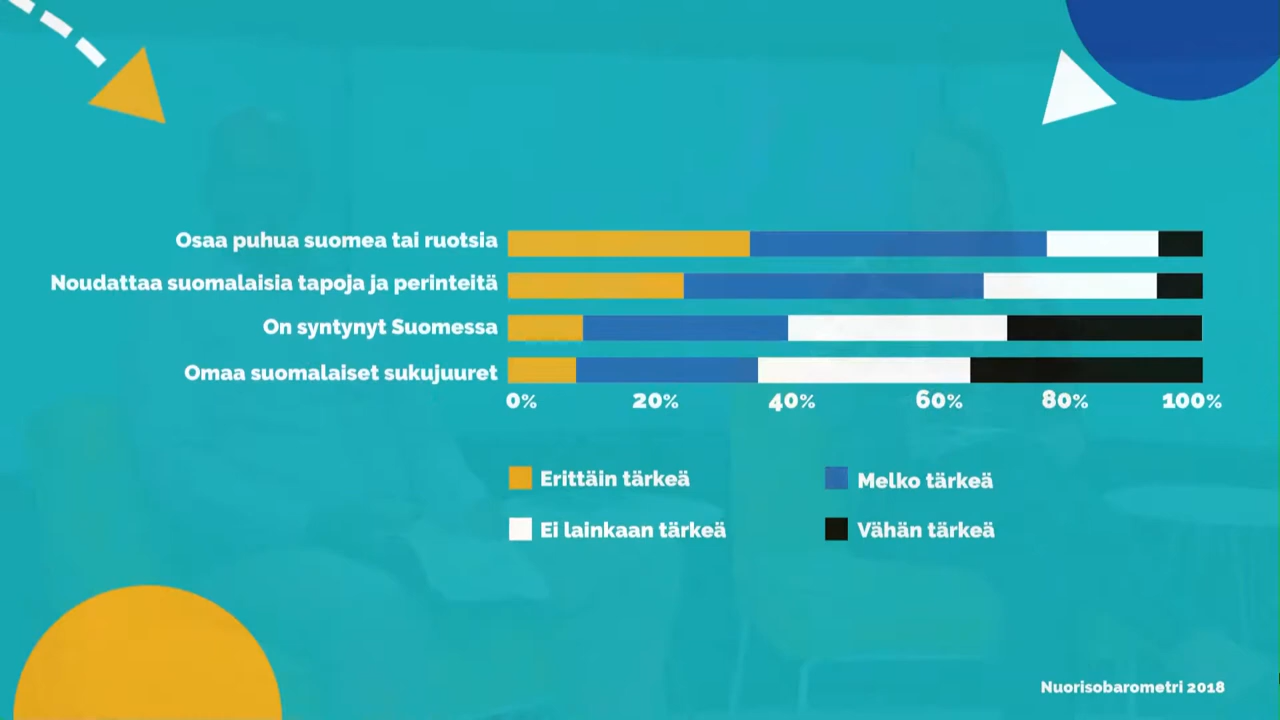 Osaa puhua suomea tai ruotsia
Noudattaa suomalaisia tapoja ja perinteitä
On syntynyt Suomessa
Omaa suomalaiset sukujuuret
0% 20% 40% 60% 80% 100%
Erittäin tärkeä Melko tärkeä
Ei lainkaan tärkeä Vähän tärkeä
Nuorisobarometri 2018